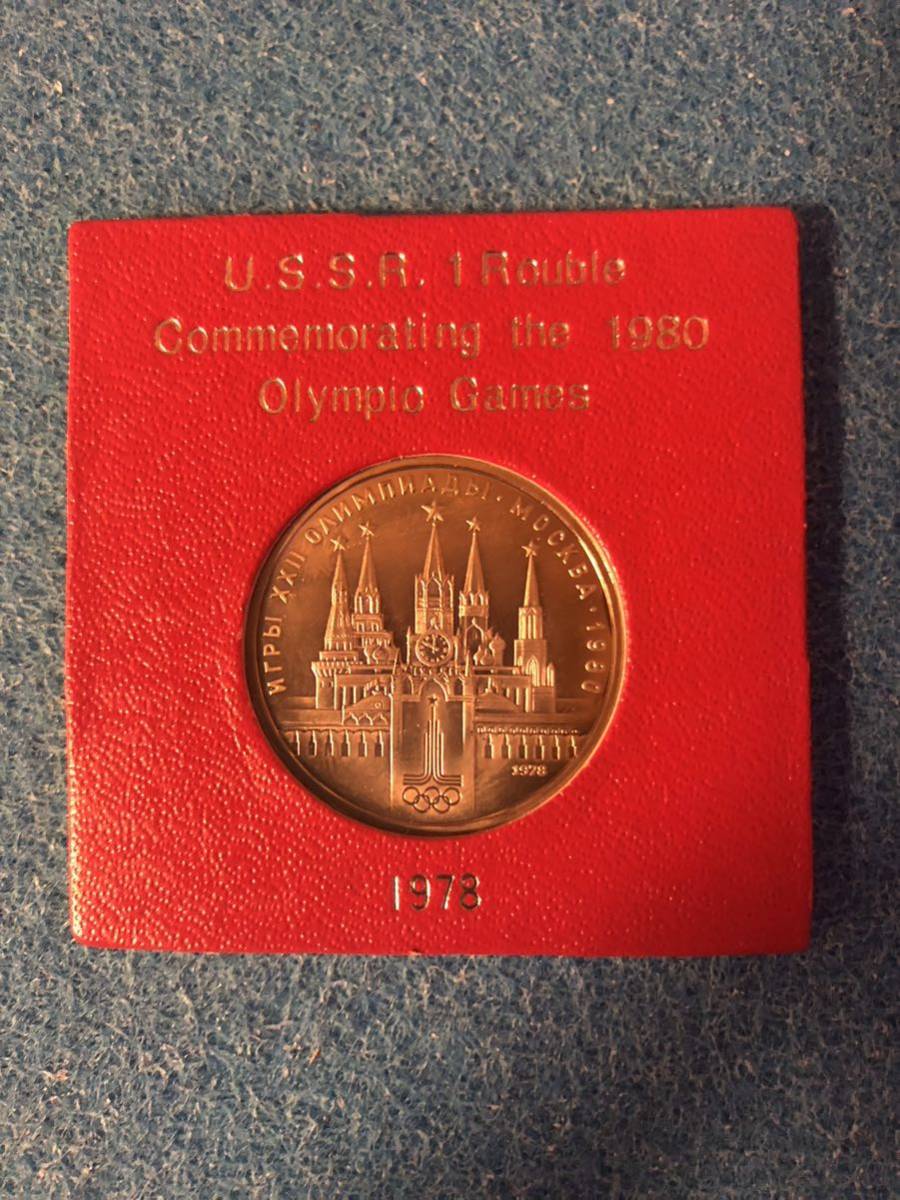 U.S.S.R. 1 Rouble
Commemorating the 1980
Olympic Games
ИГРЫ XXII ОЛИМПИАДЫ · МОСКВА · 1980
1978
1978